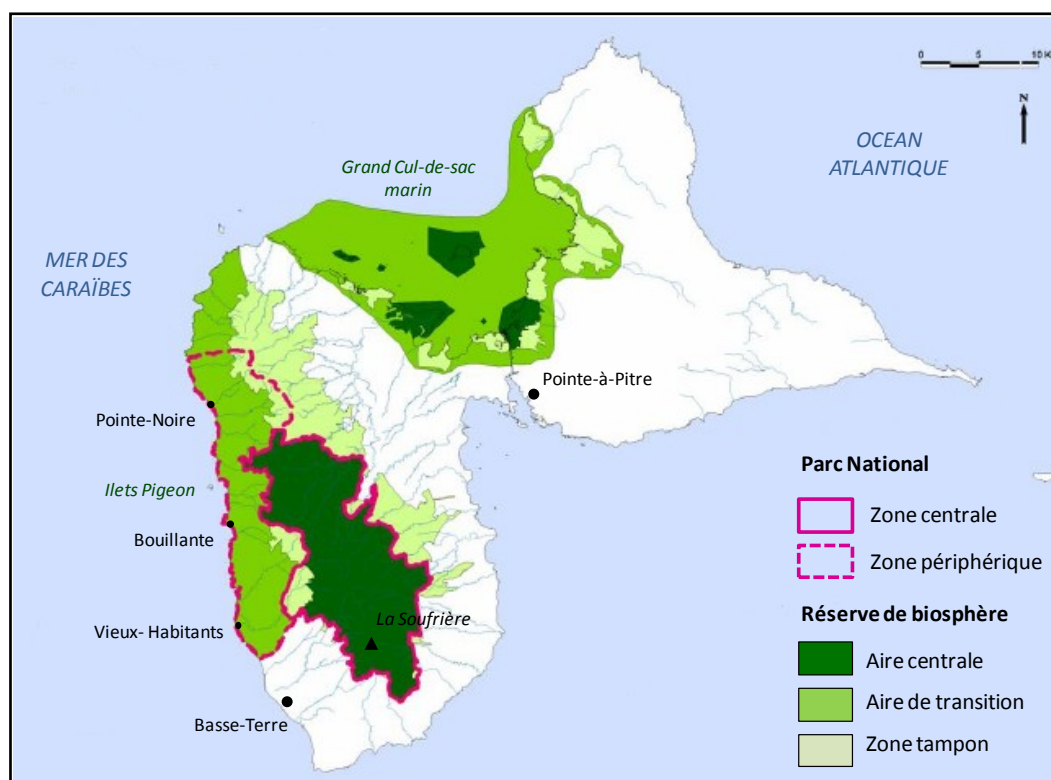 0 5 10 K
N
OCEAN
ATLANTIQUE
Grand Cul-de-sac
marin
MER DES
CARAÏBES
Pointe-à-Pitre
Pointe-Noire
Ilets Pigeon
Bouillante
Vieux- Habitants
La Soufrière
Basse-Terre
Parc National
Zone centrale
Zone périphérique
Réserve de biosphère
Aire centrale
Aire de transition
Zone tampon